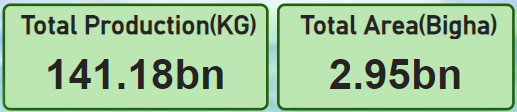 Total Production(KG)
141.18bn
Total Area(Bigha)
2.95bn